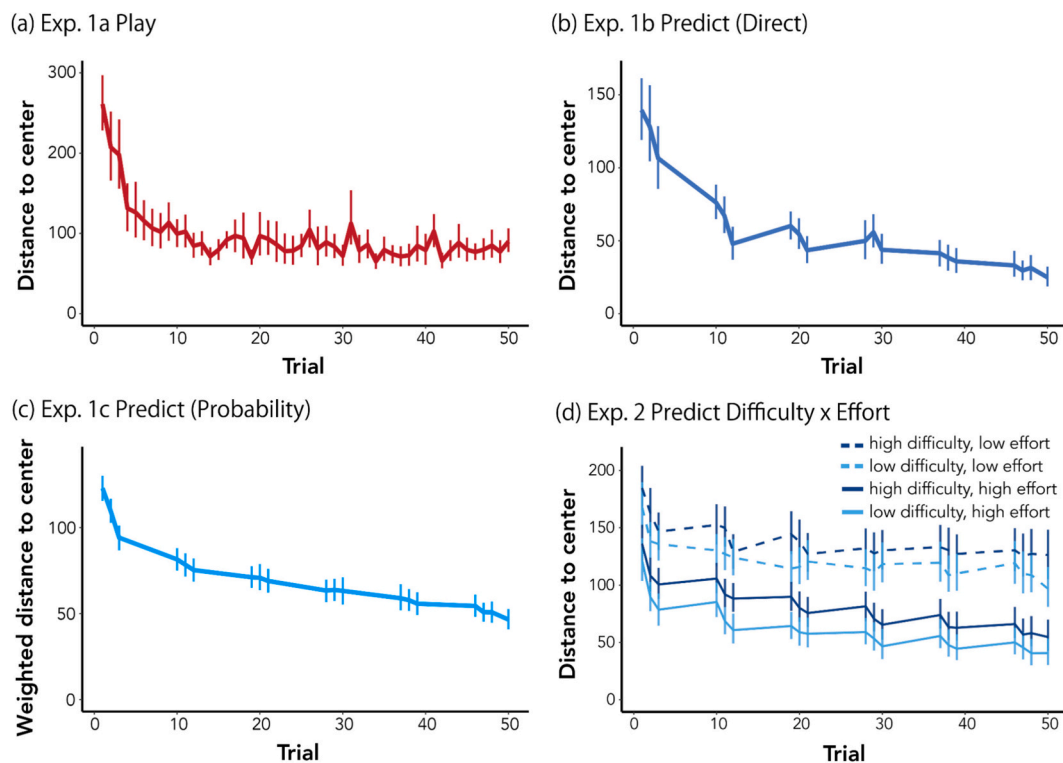 (a) Exp. 1a Play
Distance to center
300
200
100
0
0 10 20 30 40 50
Trial
(b) Exp. 1b Predict (Direct)
Distance to center
150
100
50
0
0 10 20 30 40 50
Trial
(c) Exp. 1c Predict (Probability)
Weighted distance to center
100
50
0
0 10 20 30 40 50
Trial
(d) Exp. 2 Predict Difficulty x Effort
high difficulty, low effort
low difficulty, low effort
high difficulty, high effort
low difficulty, high effort
Distance to center
200
150
100
50
0
0 10 20 30 40 50
Trial